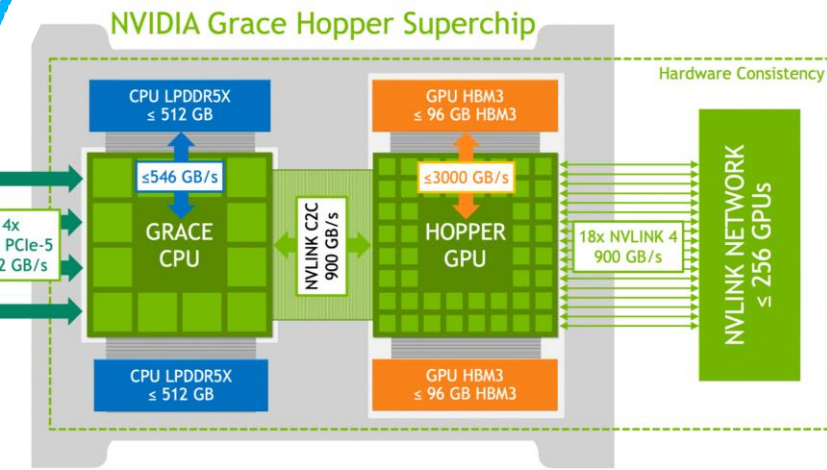 NVIDIA Grace Hopper Superchip
Hardware Consistency
CPU LPDDR5X
≤ 512 GB
GPU HBM3
≤ 96 GB HBM3
≤546 GB/s
≤3000 GB/s
4x
PCIe-5
2 GB/s
GRACE
CPU
NVLINK C2C
900 GB/s
HOPPER
GPU
18x NVLINK 4
900 GB/s
NVLINK NETWORK
≤ 256 GPUs
CPU LPDDR5X
≤ 512 GB
GPU HBM3
≤ 96 GB HBM3